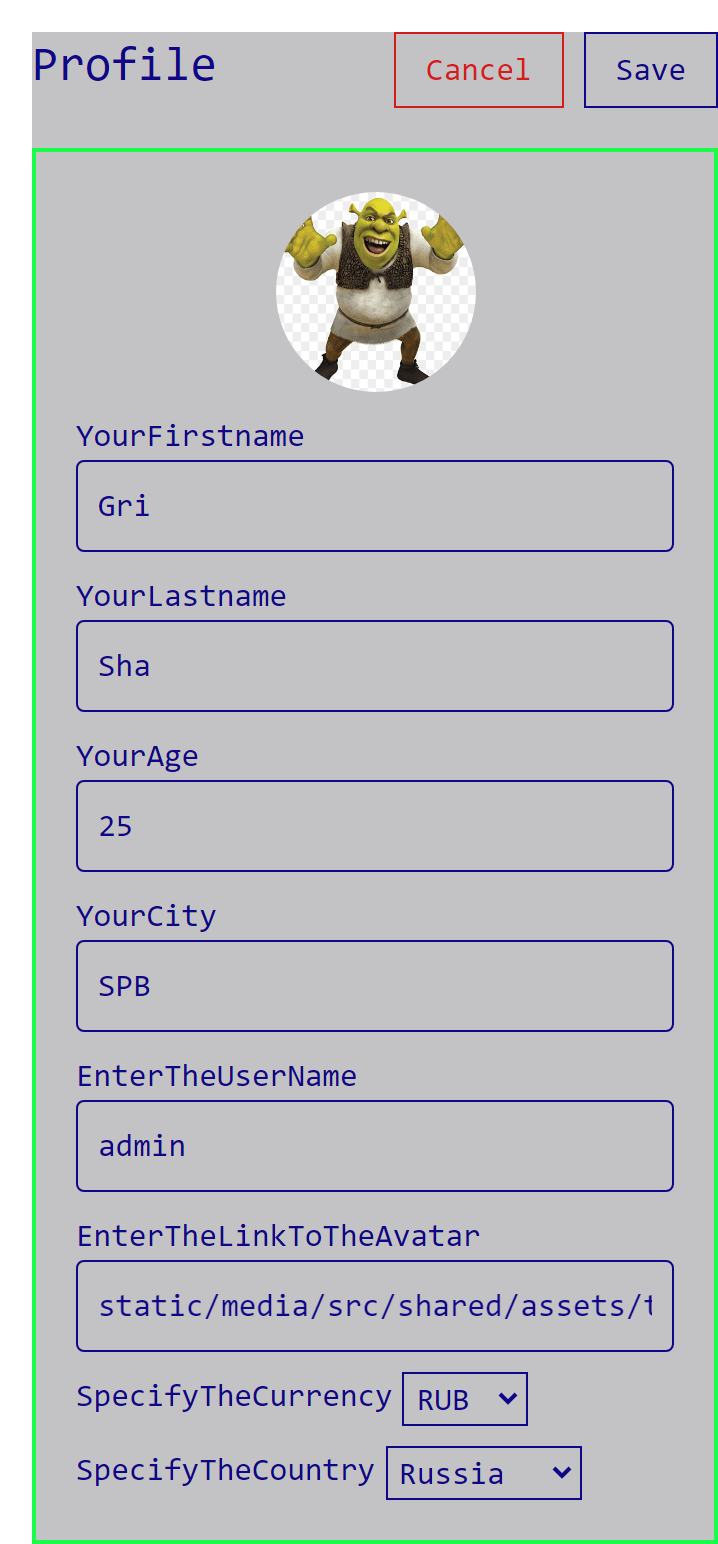 Profile Cancel Save
YourFirstname
Gri
YourLastname
Sha
YourAge
25
YourCity
SPB
EnterTheUserName
admin
EnterTheLinkToTheAvatar
static/media/src/shared/assets/t
SpecifyTheCurrency RUB
SpecifyTheCountry Russia